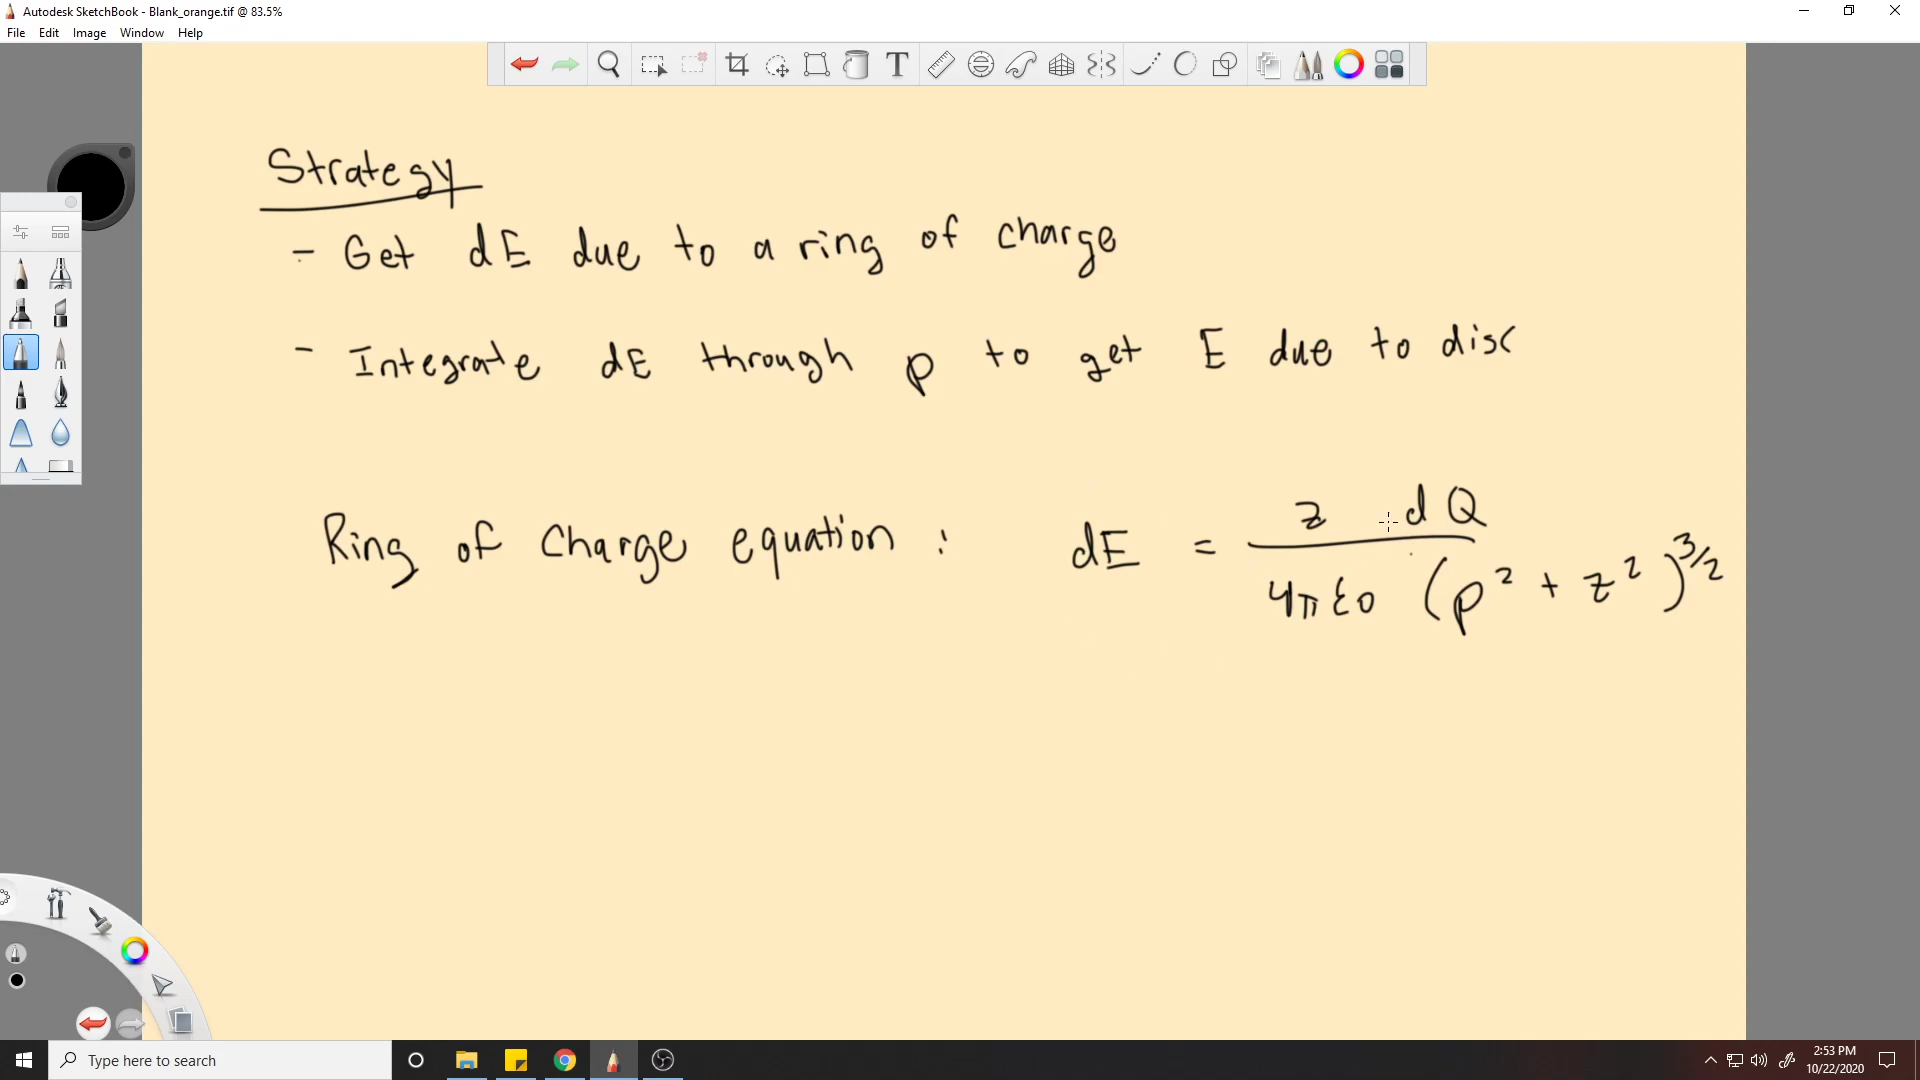 Autodesk SketchBook - Blank_orange.tif @ 83.5%
File Edit Image Window Help
T
Strategy
- Get dE due to a ring of charge
- Integrate dE through ρ to get E due to disc
Ring of Charge equation : dE = z dQ / 4πε0 (ρ² + z²)^3/2
Type here to search
2:53 PM
10/22/2020